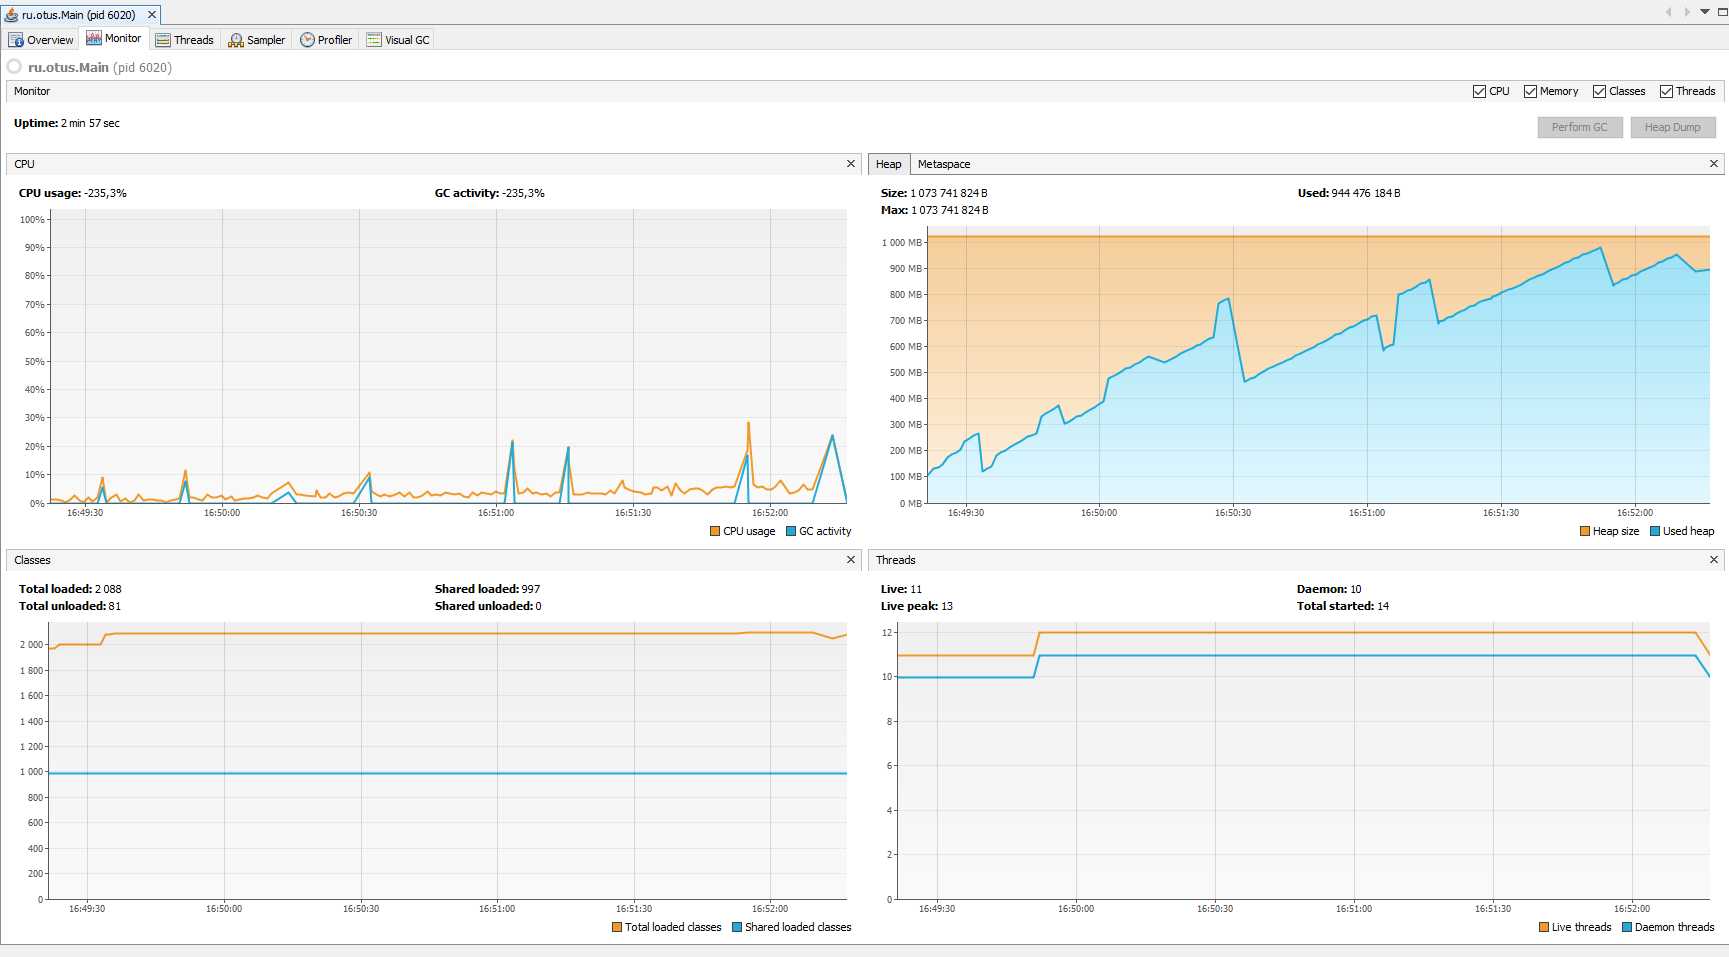 ru.otus.Main (pid 6020)
Overview Monitor Threads Sampler Profiler Visual GC
ru.otus.Main (pid 6020)
Monitor
CPU Memory Classes Threads
Uptime: 2 min 57 sec
Perform GC Heap Dump
CPU
CPU usage: -235,3% GC activity: -235,3%
100%
90%
80%
70%
60%
50%
40%
30%
20%
10%
0%
16:49:30 16:50:00 16:50:30 16:51:00 16:51:30 16:52:00
CPU usage GC activity
Heap Metaspace
Size: 1 073 741 824 B Used: 944 476 184 B
Max: 1 073 741 824 B
1 000 MB
900 MB
800 MB
700 MB
600 MB
500 MB
400 MB
300 MB
200 MB
100 MB
0 MB
16:49:30 16:50:00 16:50:30 16:51:00 16:51:30 16:52:00
Heap size Used heap
Classes
Total loaded: 2 088 Shared loaded: 997
Total unloaded: 81 Shared unloaded: 0
2 000
1 800
1 600
1 400
1 200
1 000
800
600
400
200
0
16:49:30 16:50:00 16:50:30 16:51:00 16:51:30 16:52:00
Total loaded classes Shared loaded classes
Threads
Live: 11 Daemon: 10
Live peak: 13 Total started: 14
12
10
8
6
4
2
0
16:49:30 16:50:00 16:50:30 16:51:00 16:51:30 16:52:00
Live threads Daemon threads